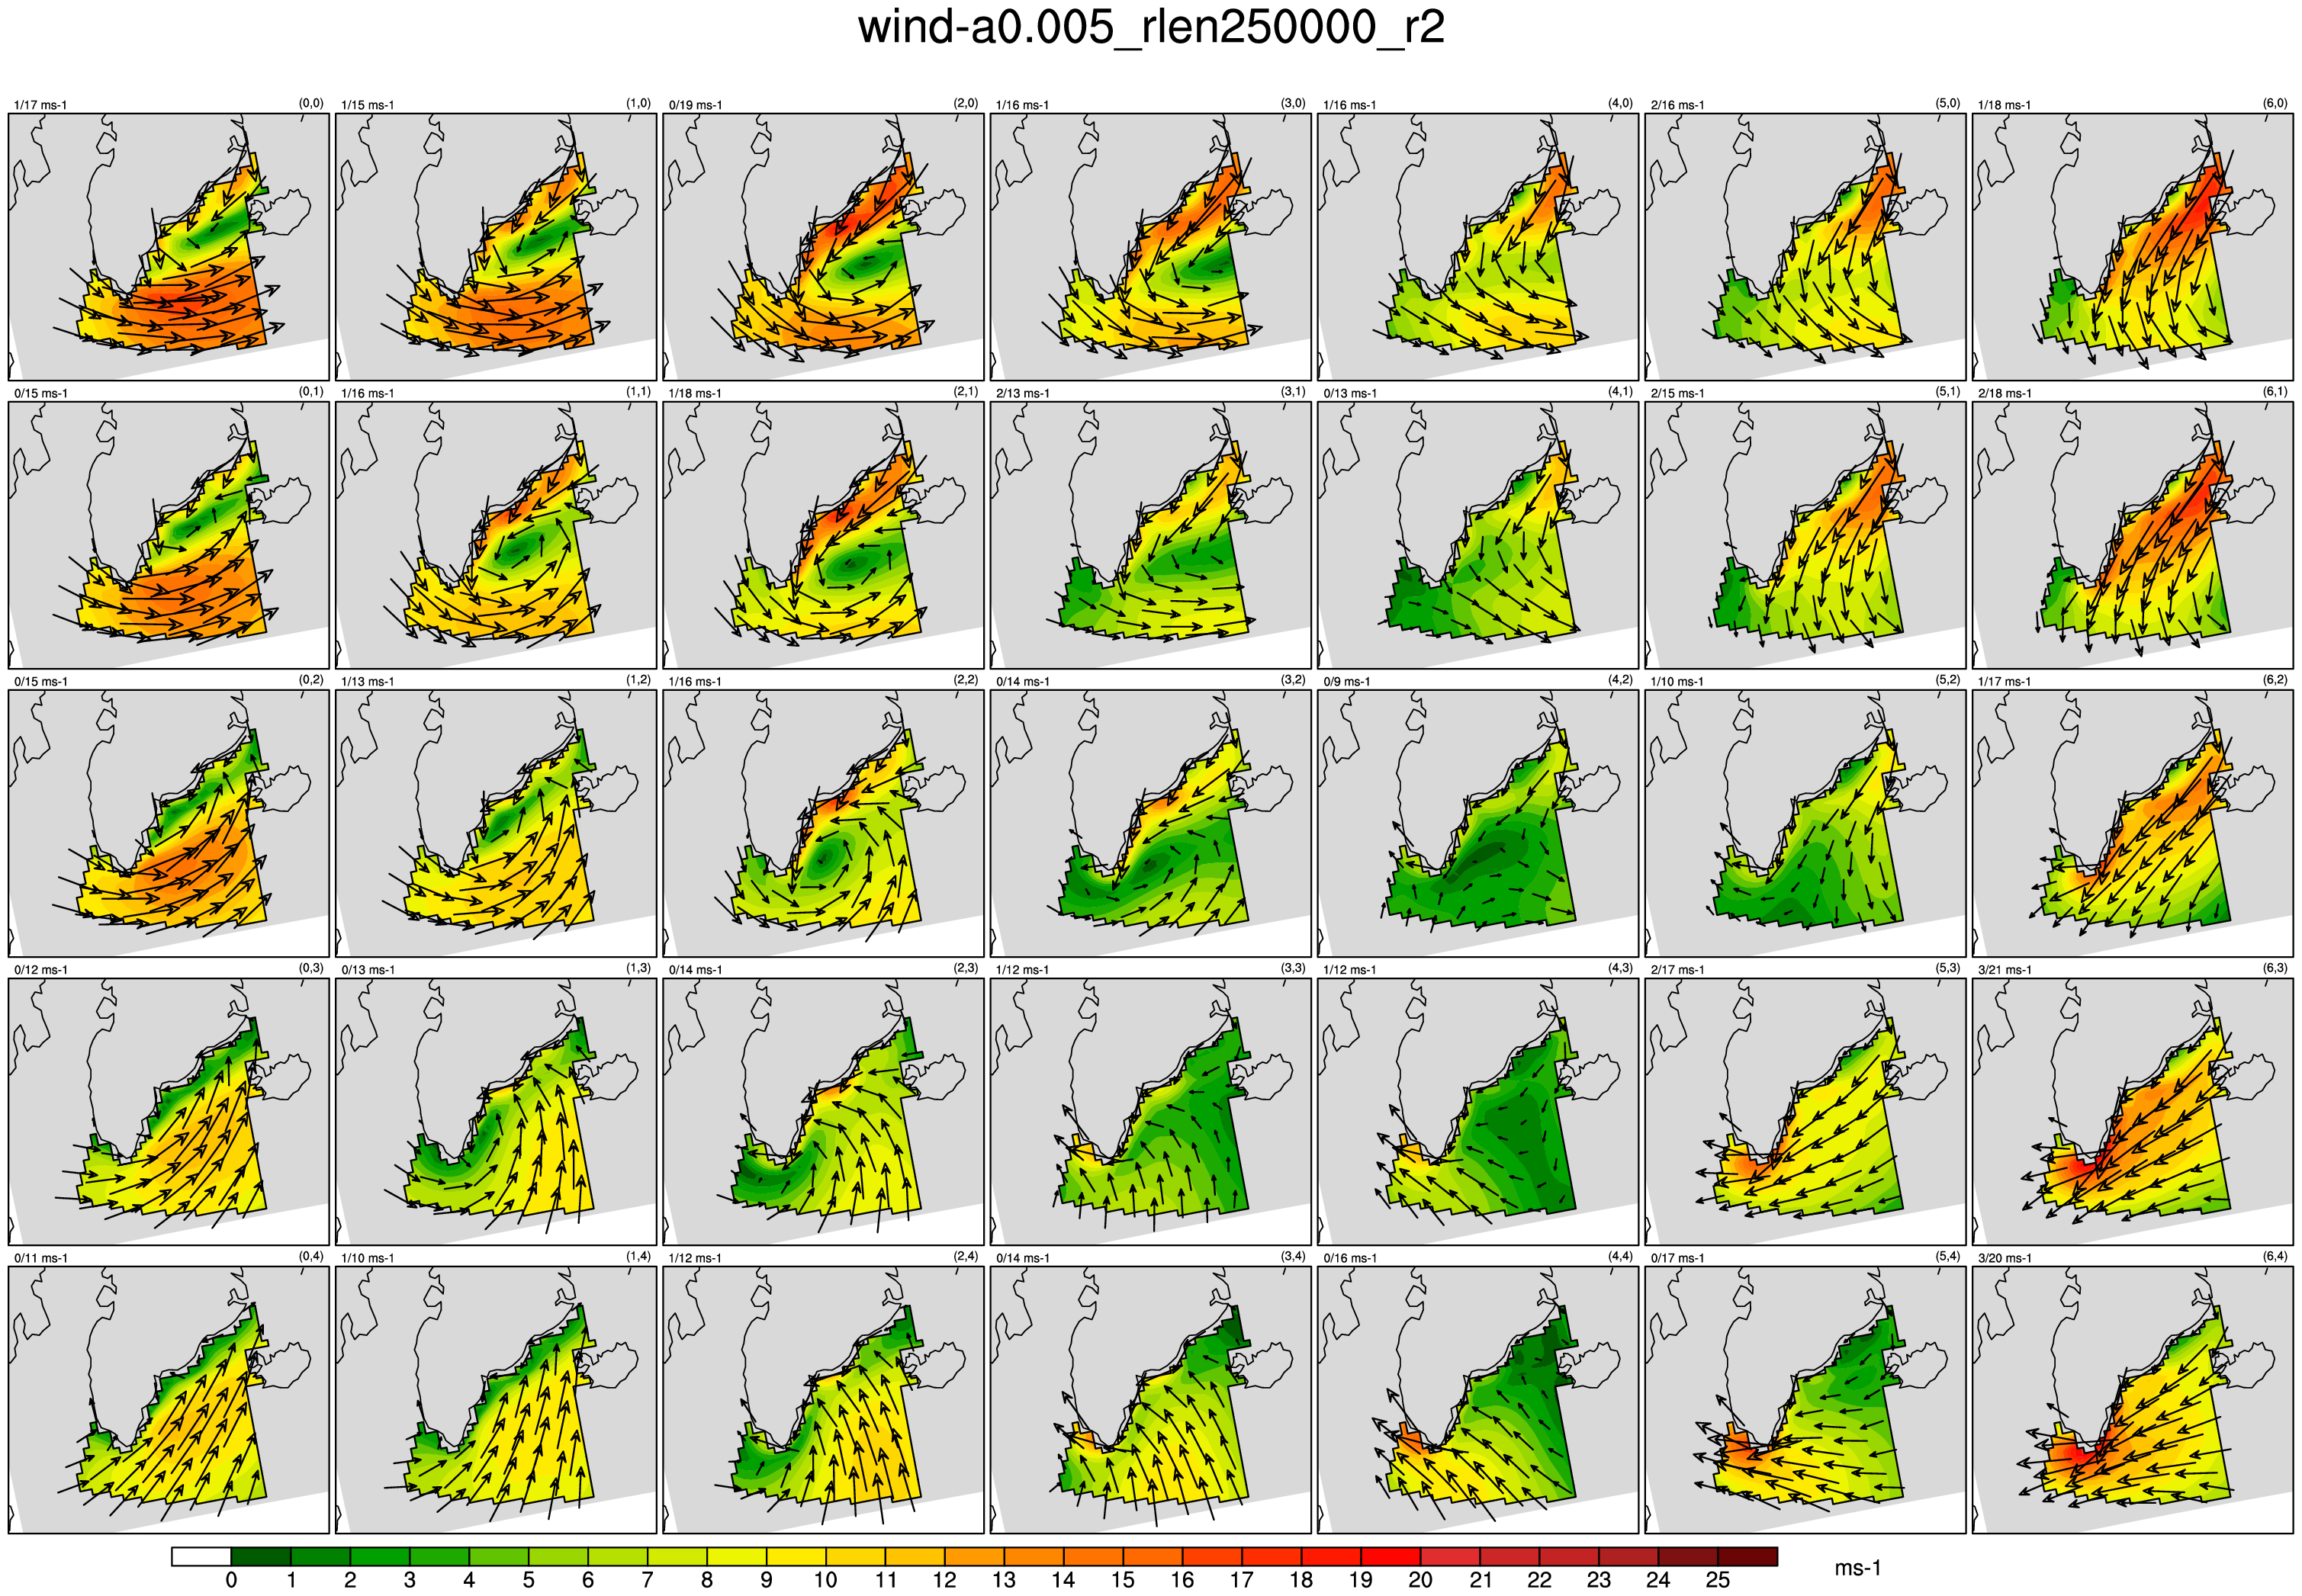 wind-a0.005_rlen250000_r2
1/17 ms-1 (0,0) 1/15 ms-1 (1,0) 0/19 ms-1 (2,0) 1/16 ms-1 (3,0) 1/16 ms-1 (4,0) 2/16 ms-1 (5,0) 1/18 ms-1 (6,0)
0/15 ms-1 (0,1) 1/16 ms-1 (1,1) 1/18 ms-1 (2,1) 2/13 ms-1 (3,1) 0/13 ms-1 (4,1) 2/15 ms-1 (5,1) 2/18 ms-1 (6,1)
0/15 ms-1 (0,2) 1/13 ms-1 (1,2) 1/16 ms-1 (2,2) 0/14 ms-1 (3,2) 0/9 ms-1 (4,2) 1/10 ms-1 (5,2) 1/17 ms-1 (6,2)
0/12 ms-1 (0,3) 0/13 ms-1 (1,3) 0/14 ms-1 (2,3) 1/12 ms-1 (3,3) 1/12 ms-1 (4,3) 2/17 ms-1 (5,3) 3/21 ms-1 (6,3)
0/11 ms-1 (0,4) 1/10 ms-1 (1,4) 1/12 ms-1 (2,4) 0/14 ms-1 (3,4) 0/16 ms-1 (4,4) 0/17 ms-1 (5,4) 3/20 ms-1 (6,4)
0 1 2 3 4 5 6 7 8 9 10 11 12 13 14 15 16 17 18 19 20 21 22 23 24 25 ms-1